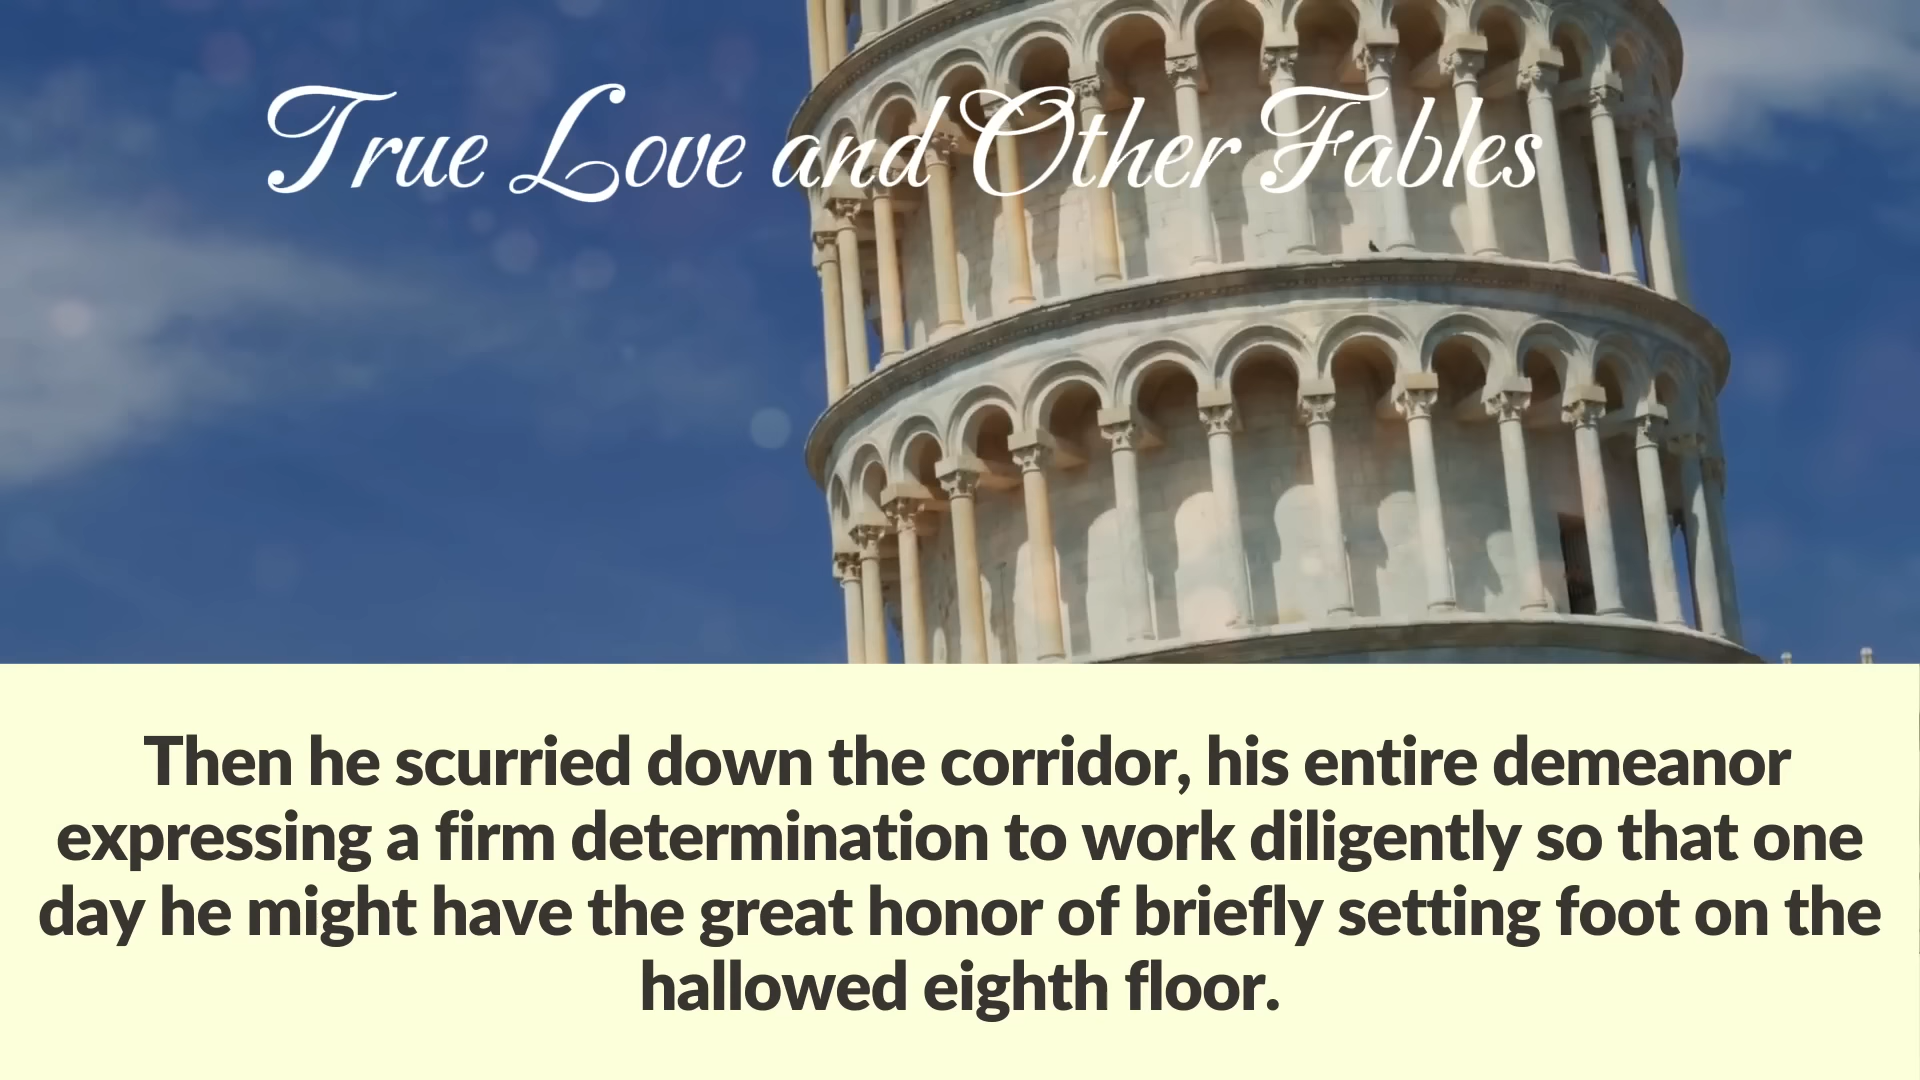 True Love and Other Fables
Then he scurried down the corridor, his entire demeanor
expressing a firm determination to work diligently so that one
day he might have the great honor of briefly setting foot on the
hallowed eighth floor.